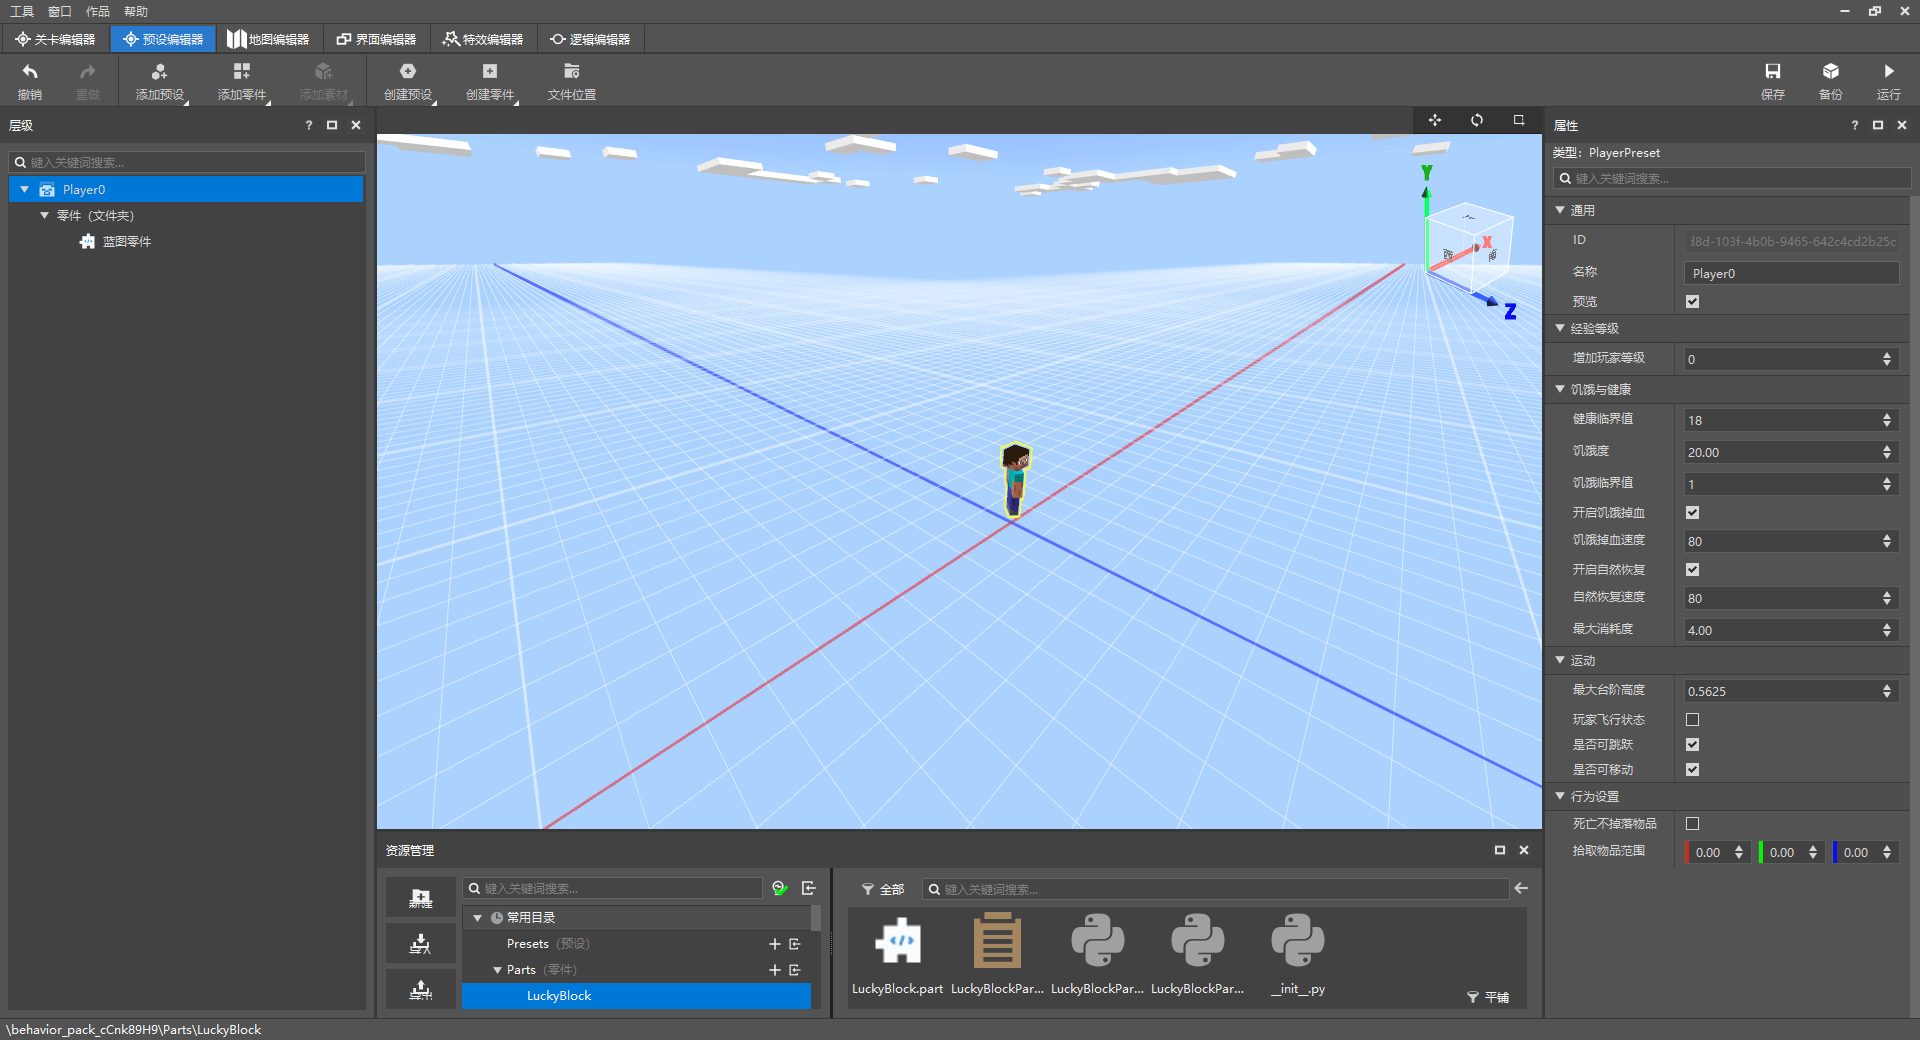 工具 窗口 作品 帮助
关卡编辑器 预设编辑器 地图编辑器 界面编辑器 特效编辑器 逻辑编辑器
撤销 重做 添加预设 添加零件 添加素材 创建预设 创建零件 文件位置 保存 备份 运行
层级 ?
键入关键词搜索...
Player0
零件 (文件夹)
蓝图零件
Y
X
Z
属性 ?
类型: PlayerPreset
键入关键词搜索...
通用
ID d8d-103f-4b0b-9465-642c4cd2b25c
名称 Player0
预览
经验等级
增加玩家等级 0
饥饿与健康
健康临界值 18
饥饿度 20.00
饥饿临界值 1
开启饥饿掉血
饥饿掉血速度 80
开启自然恢复
自然恢复速度 80
最大消耗度 4.00
运动
最大台阶高度 0.5625
玩家飞行状态
是否可跳跃
是否可移动
行为设置
死亡不掉落物品
拾取物品范围 0.00 0.00 0.00
资源管理
新建
导入
导出
键入关键词搜索...
常用目录
Presets (预设)
Parts (零件)
LuckyBlock
全部 键入关键词搜索...
LuckyBlock.part LuckyBlockPar... LuckyBlockPar... LuckyBlockPar... __init__.py
平铺
\behavior_pack_cCnk89H9\Parts\LuckyBlock